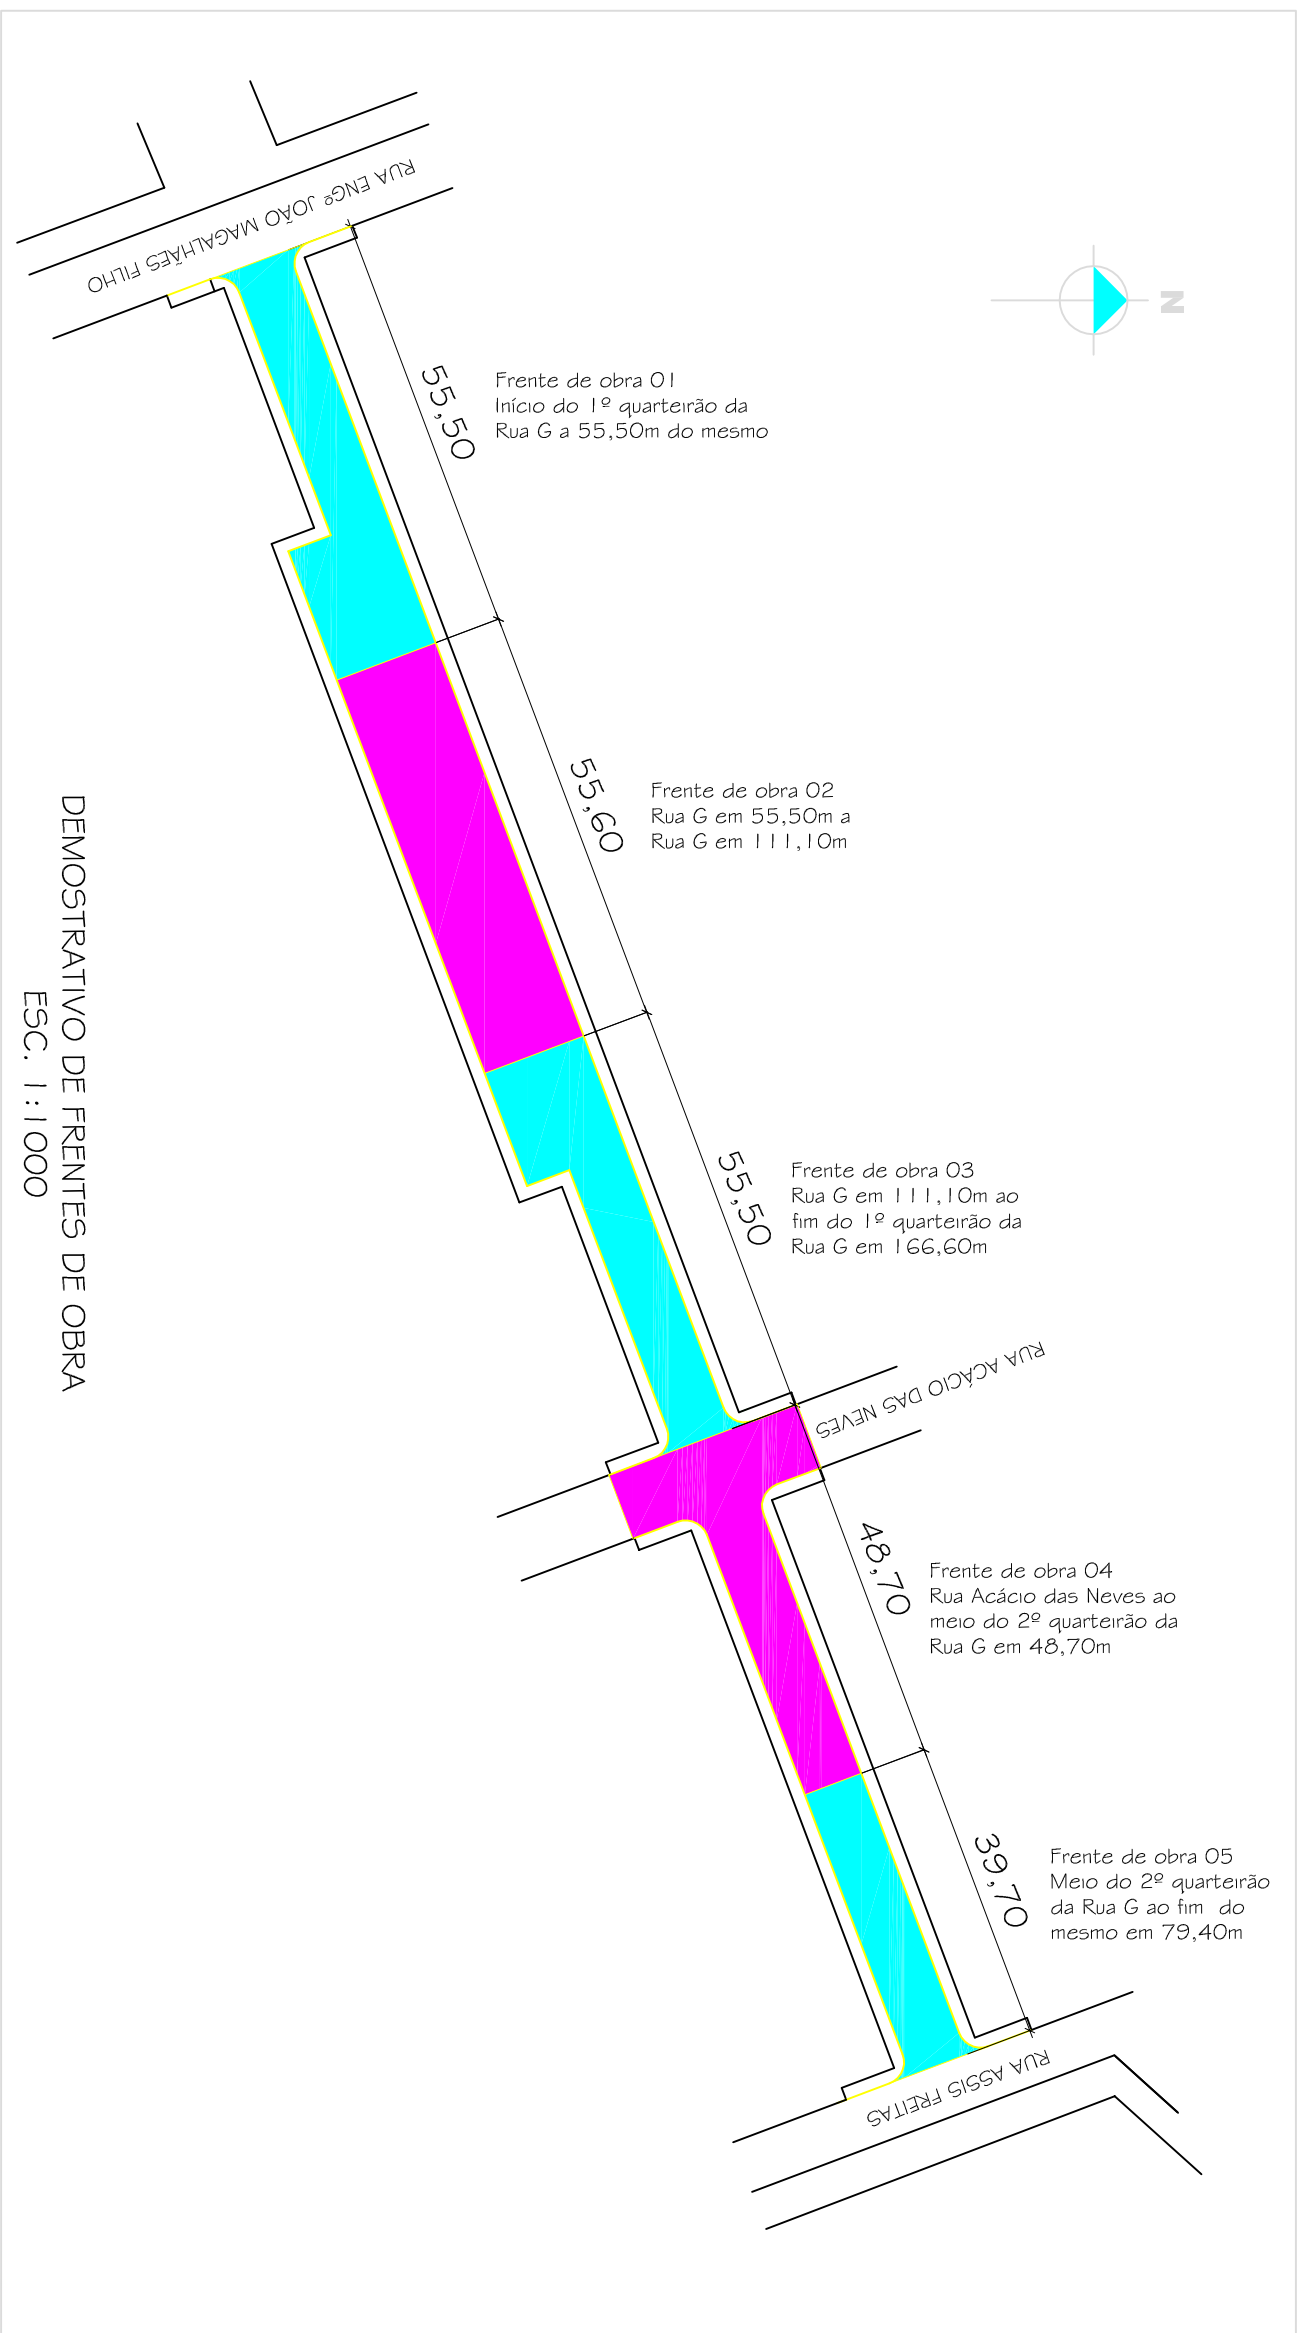 RUA ENGº JOÃO MAGALHÃES FILHO
N
55,50
Frente de obra 01
Início do 1º quarteirão da
Rua G a 55,50m do mesmo
55,60
Frente de obra 02
Rua G em 55,50m a
Rua G em 111,10m
55,50
Frente de obra 03
Rua G em 111,10m ao
fim do 1º quarteirão da
Rua G em 166,60m
RUA ACÁCIO DAS NEVES
48,70
Frente de obra 04
Rua Acácio das Neves ao
meio do 2º quarteirão da
Rua G em 48,70m
39,70
Frente de obra 05
Meio do 2º quarteirão
da Rua G ao fim do
mesmo em 79,40m
RUA ASSIS FREITAS
DEMOSTRATIVO DE FRENTES DE OBRA
ESC. 1:1000